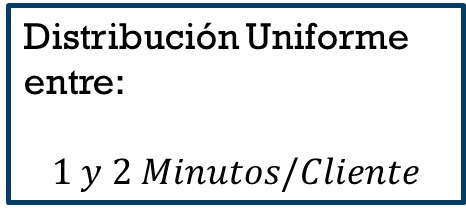 Distribución Uniforme
entre:
1 y 2 Minutos/Cliente